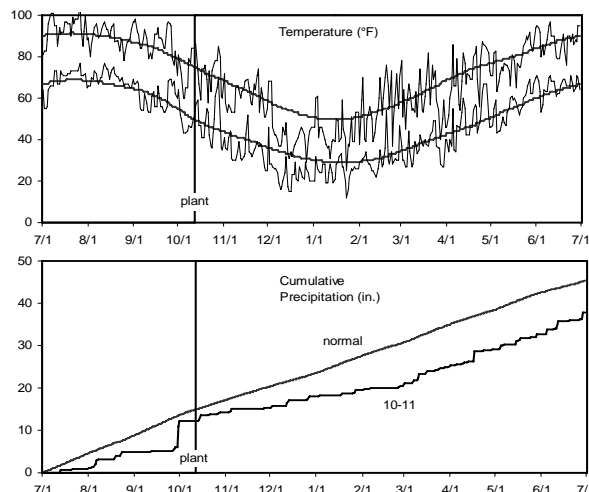 100
Temperature (°F)
80
60
40
20
plant
0
7/1 8/1 9/1 10/1 11/1 12/1 1/1 2/1 3/1 4/1 5/1 6/1 7/1
50
Cumulative
Precipitation (in.)
40
normal
30
20
10-11
10
plant
0
7/1 8/1 9/1 10/1 11/1 12/1 1/1 2/1 3/1 4/1 5/1 6/1 7/